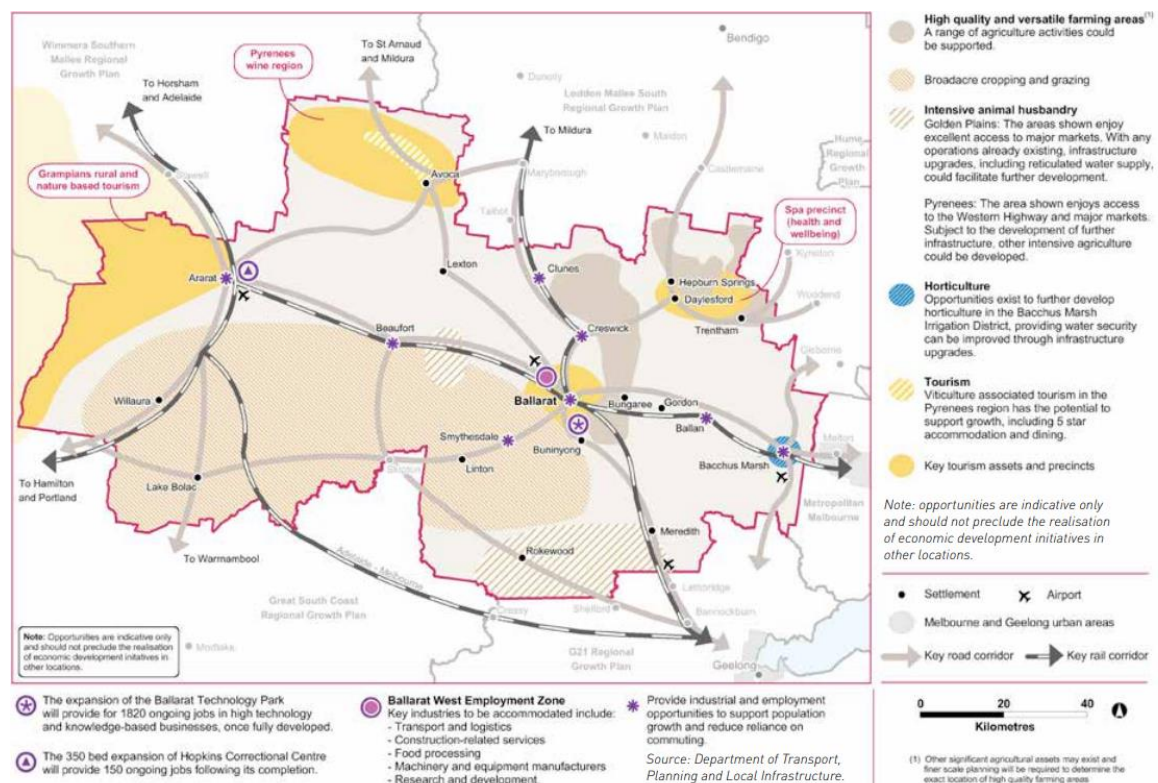 Wimmera Southern
Mallee Regional
Growth Plan
To Horsham
and Adelaide
Pyrenees
wine region
To St Arnaud
and Mildura
Bendigo
Dunolly
Loddon Mallee South
Regional Growth Plan
To Mildura
Maldon
Hume
Regional
Growth
Plan
Castlemaine
Maryborough
Grampians rural and
nature based tourism
Stawell
Avoca
Talbot
Spa precinct
(health and
wellbeing)
Kyneton
Ararat
Lexton
Clunes
Hepburn Springs
Daylesford
Woodend
Trentham
Beaufort
Creswick
Gisborne
Willaura
Ballarat
Bungaree
Gordon
Ballan
Smythesdale
Buninyong
Melton
Bacchus Marsh
Skipton
Linton
To Hamilton
and Portland
Lake Bolac
Metropolitan
Melbourne
Meredith
Rokewood
To Warrnambool
Adelaide - Melbourne
Lethbridge
Great South Coast
Regional Growth Plan
Cressy
Shelford
Bannockburn
Mortlake
G21 Regional
Growth Plan
Geelong
Note: Opportunities are indicative only
and should not preclude the realisation
of economic development initatives in
other locations.
High quality and versatile farming areas(1)
A range of agriculture activities could
be supported.
Broadacre cropping and grazing
Intensive animal husbandry
Golden Plains: The areas shown enjoy
excellent access to major markets. With any
operations already existing, infrastructure
upgrades, including reticulated water supply,
could facilitate further development.
Pyrenees: The area shown enjoys access
to the Western Highway and major markets.
Subject to the development of further
infrastructure, other intensive agriculture
could be developed.
Horticulture
Opportunities exist to further develop
horticulture in the Bacchus Marsh
Irrigation District, providing water security
can be improved through infrastructure
upgrades.
Tourism
Viticulture associated tourism in the
Pyrenees region has the potential to
support growth, including 5 star
accommodation and dining.
Key tourism assets and precincts
Note: opportunities are indicative only
and should not preclude the realisation
of economic development initiatives in
other locations.
Settlement
Airport
Melbourne and Geelong urban areas
Key road corridor
Key rail corridor
0 20 40
Kilometres
(1) Other significant agricultural assets may exist and
finer scale planning will be required to determine the
exact location of high quality farming areas
The expansion of the Ballarat Technology Park
will provide for 1820 ongoing jobs in high technology
and knowledge-based businesses, once fully developed.
The 350 bed expansion of Hopkins Correctional Centre
will provide 150 ongoing jobs following its completion.
Ballarat West Employment Zone
Key industries to be accommodated include:
- Transport and logistics
- Construction-related services
- Food processing
- Machinery and equipment manufacturers
- Research and development.
Provide industrial and employment
opportunities to support population
growth and reduce reliance on
commuting.
Source: Department of Transport,
Planning and Local Infrastructure.